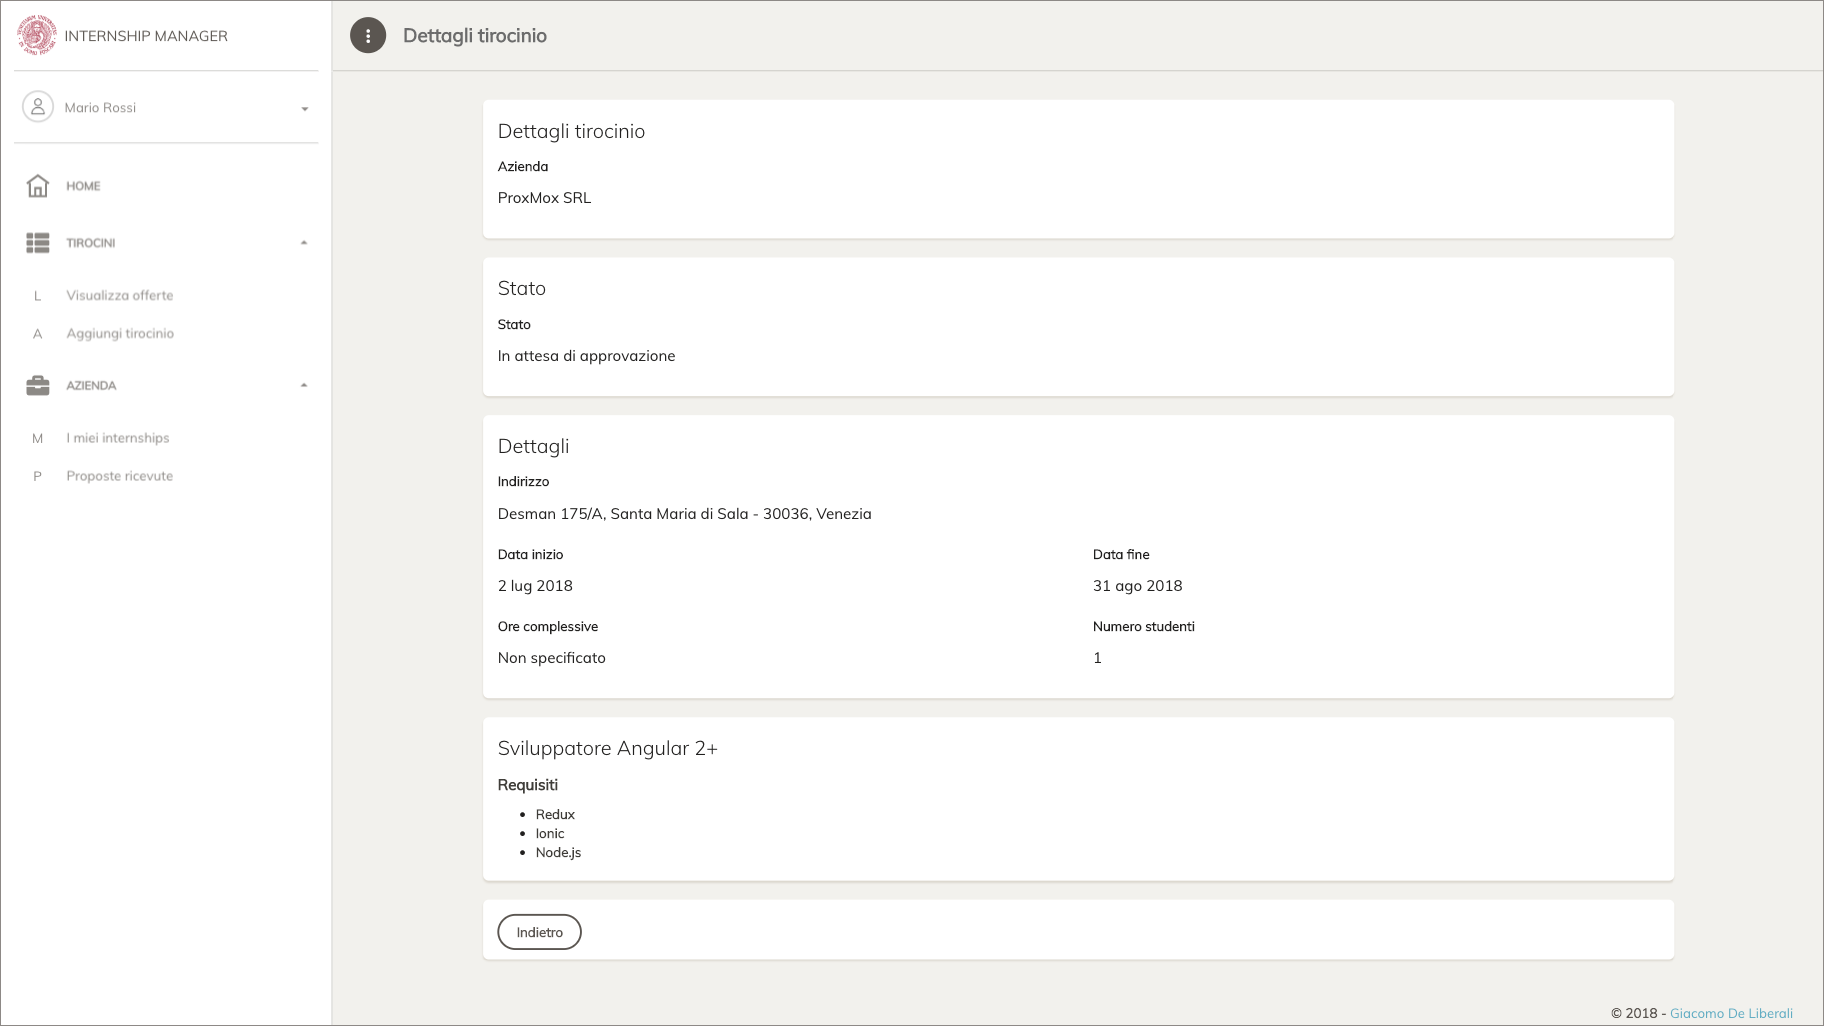 INTERNSHIP MANAGER
Mario Rossi
HOME
TIROCINI
L Visualizza offerte
A Aggiungi tirocinio
AZIENDA
M I miei internships
P Proposte ricevute
Dettagli tirocinio
Dettagli tirocinio
Azienda
ProxMox SRL
Stato
Stato
In attesa di approvazione
Dettagli
Indirizzo
Desman 175/A, Santa Maria di Sala - 30036, Venezia
Data inizio Data fine
2 lug 2018 31 ago 2018
Ore complessive Numero studenti
Non specificato 1
Sviluppatore Angular 2+
Requisiti
• Redux
• Ionic
• Node.js
Indietro
© 2018 - Giacomo De Liberali